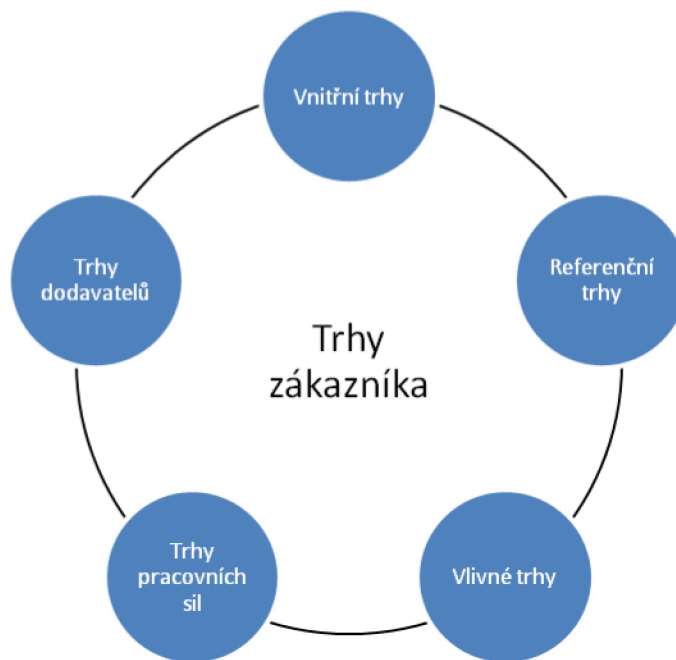 Vnitřní trhy
Referenční
trhy
Vlivné trhy
Trhy
pracovních
sil
Trhy
dodavatelů
Trhy
zákazníka